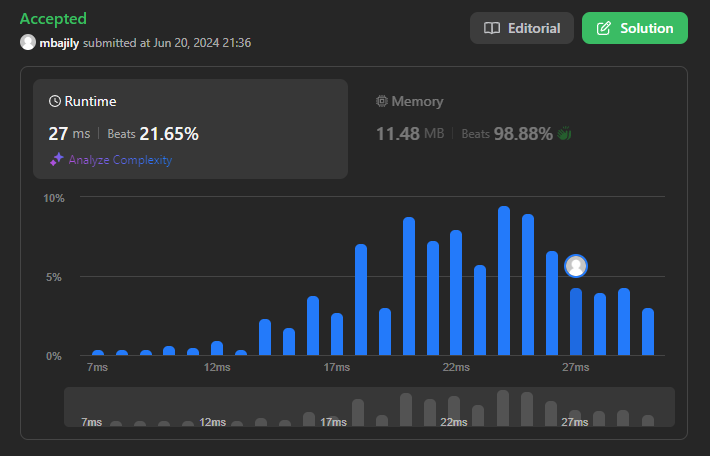 Accepted
mbajily submitted at Jun 20, 2024 21:36
Editorial
Solution
Runtime
27 ms | Beats 21.65%
Analyze Complexity
Memory
11.48 MB | Beats 98.88%
10%
5%
0%
7ms 12ms 17ms 22ms 27ms
7ms 12ms 17ms 22ms 27ms